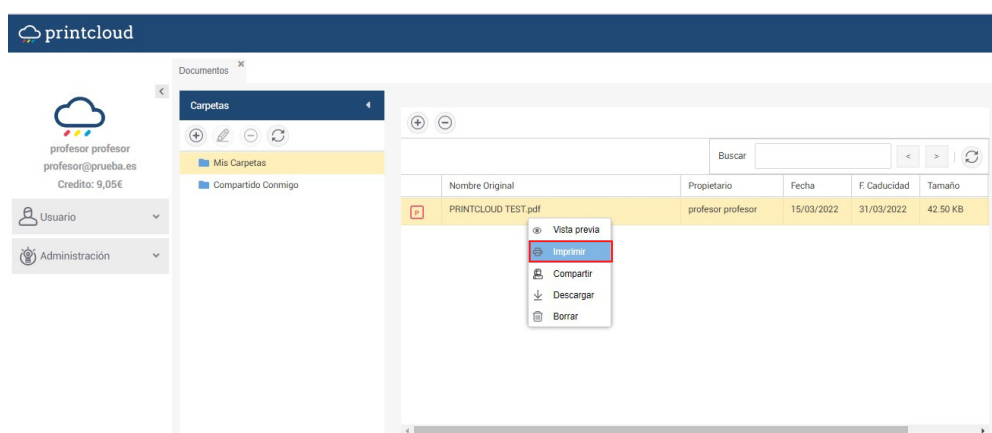 printcloud
Documentos
profesor profesor
profesor@prueba.es
Credito: 9,05€
Usuario
Administración
Carpetas
Mis Carpetas
Compartido Conmigo
Buscar
< >
Nombre Original Propietario Fecha F. Caducidad Tamaño
PRINTCLOUD TEST.pdf profesor profesor 15/03/2022 31/03/2022 42.50 KB
Vista previa
Imprimir
Compartir
Descargar
Borrar